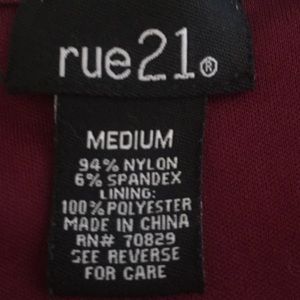 rue21®
MEDIUM
94% NYLON
6% SPANDEX
LINING:
100% POLYESTER
MADE IN CHINA
RN# 70829
SEE REVERSE
FOR CARE